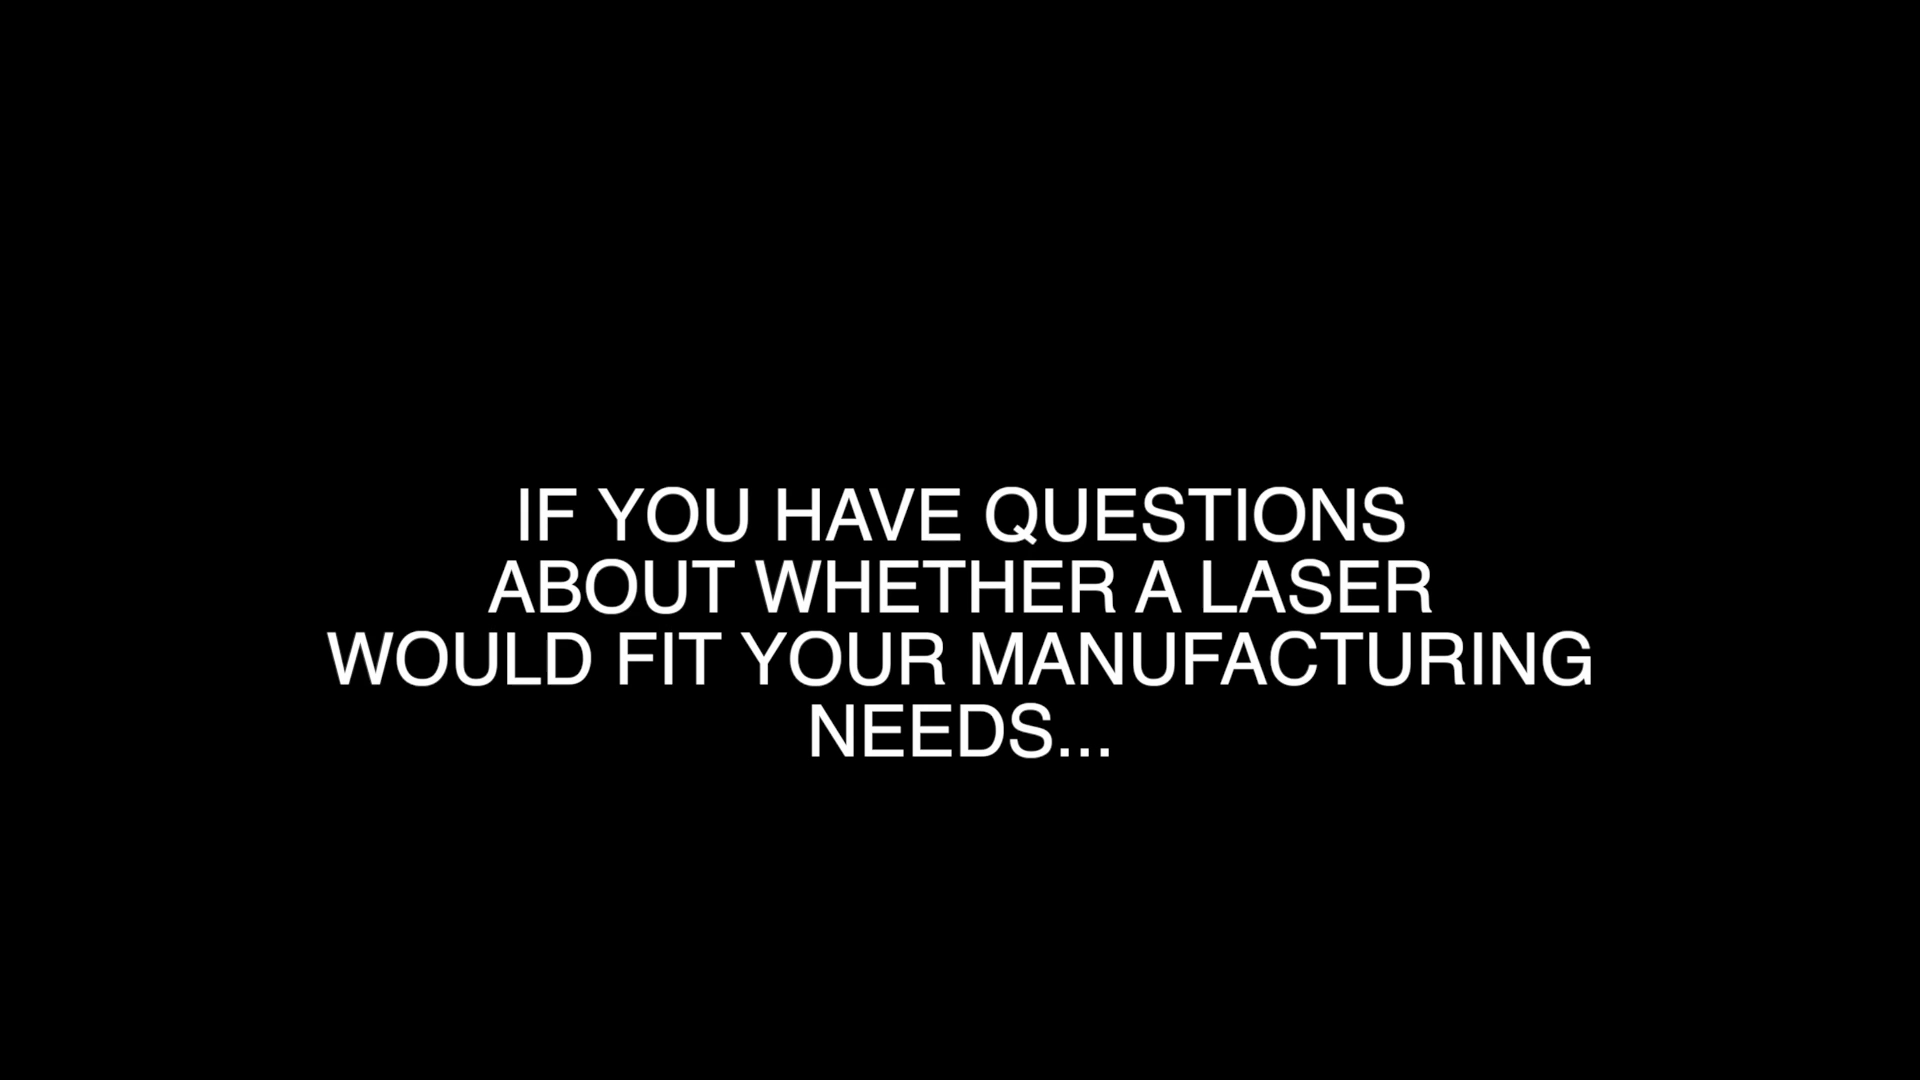 IF YOU HAVE QUESTIONS
ABOUT WHETHER A LASER
WOULD FIT YOUR MANUFACTURING
NEEDS...